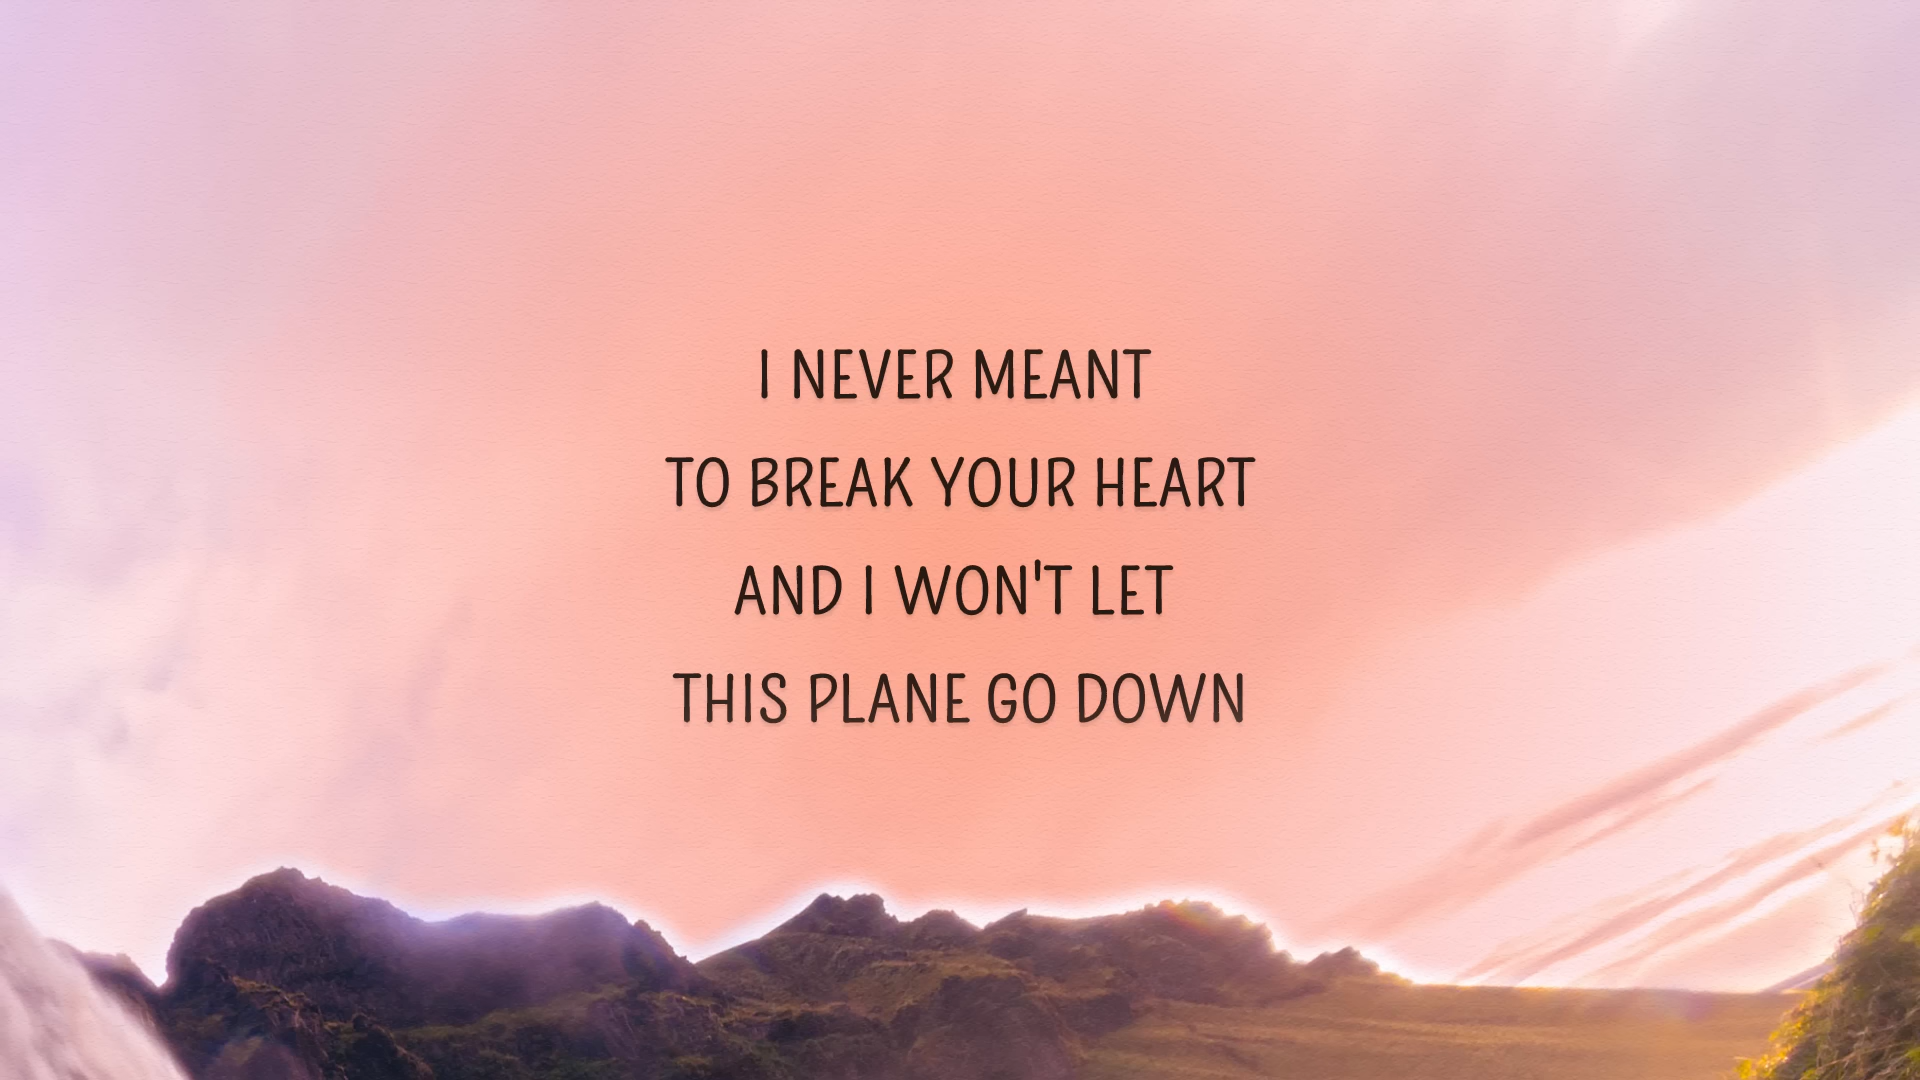 I NEVER MEANT
TO BREAK YOUR HEART
AND I WON'T LET
THIS PLANE GO DOWN